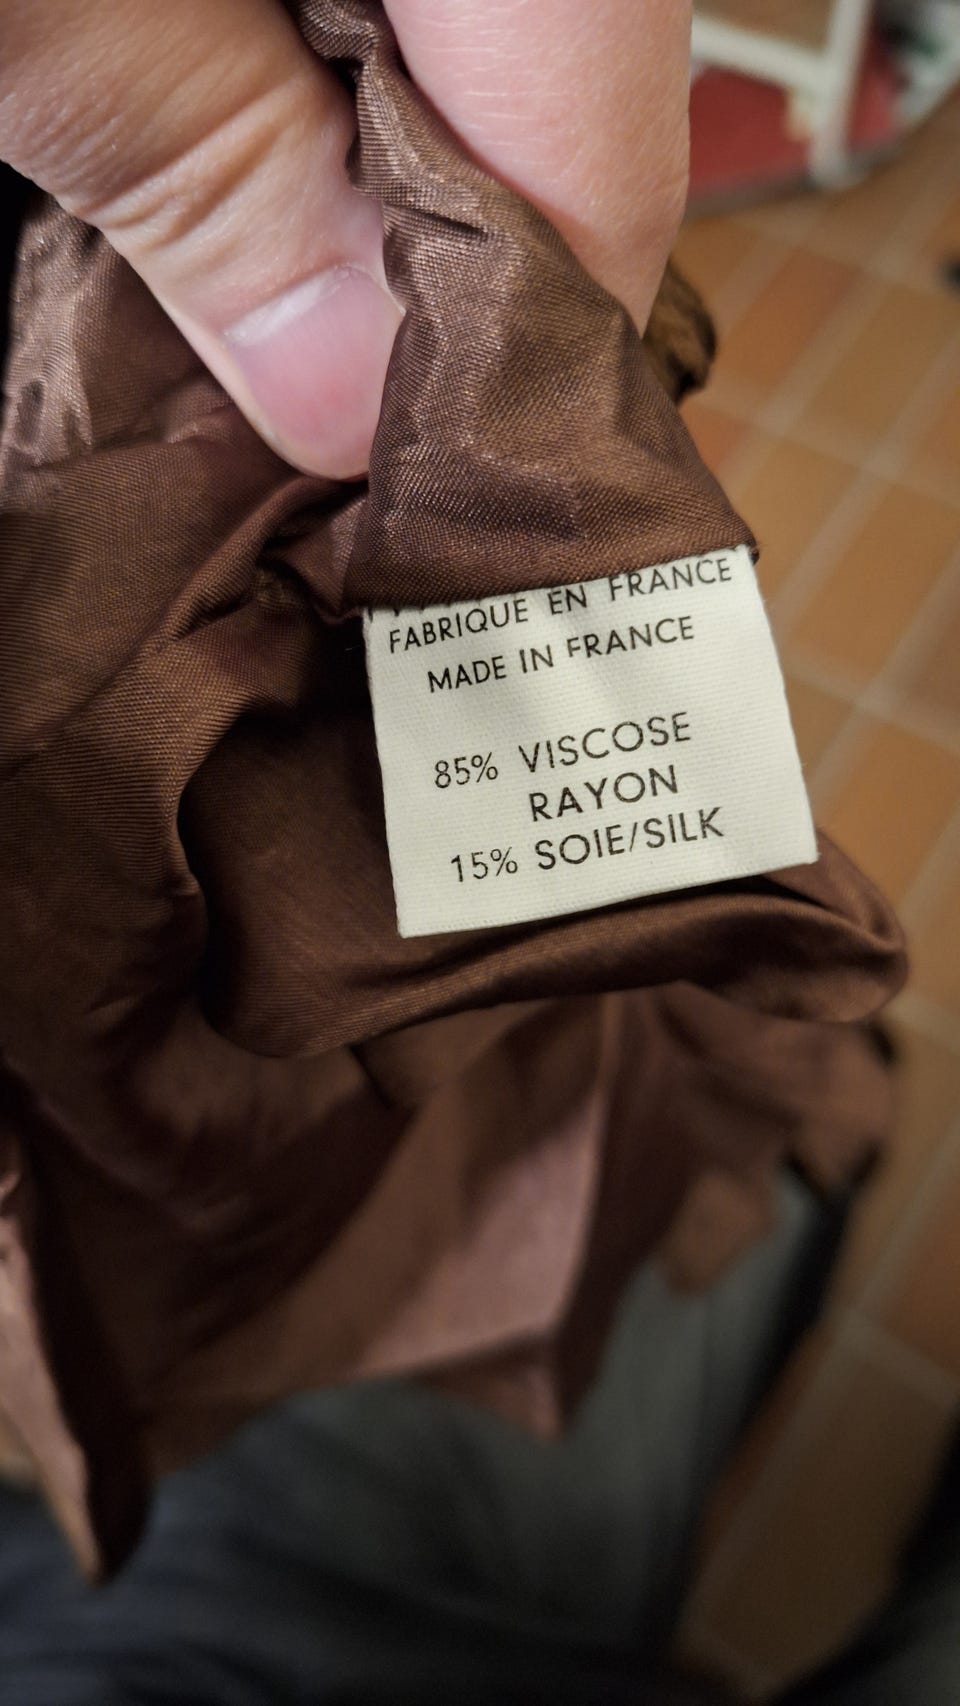 FABRIQUE EN FRANCE
MADE IN FRANCE
85% VISCOSE
RAYON
15% SOIE/SILK